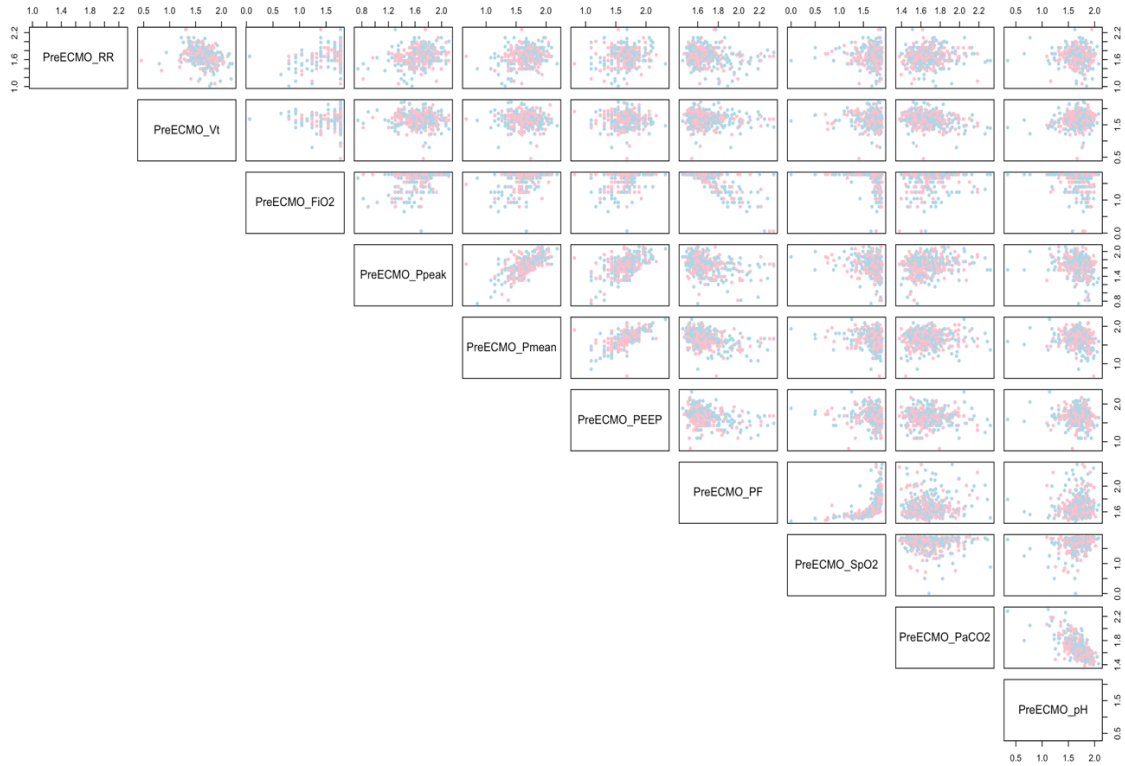 1.0 1.4 1.8 2.2
0.5 1.0 1.5 2.0
0.0 0.5 1.0 1.5
0.8 1.2 1.6 2.0
1.0 1.5 2.0
1.0 1.5 2.0
1.6 1.8 2.0 2.2
0.0 0.5 1.0 1.5
1.4 1.6 1.8 2.0 2.2
0.5 1.0 1.5 2.0
PreECMO_RR
1.0 1.6 2.2
1.0 1.6 2.2
PreECMO_Vt
0.5 1.5
PreECMO_FiO2
0.0 1.0
PreECMO_Ppeak
0.8 1.4 2.0
PreECMO_Pmean
1.0 2.0
PreECMO_PEEP
1.0 2.0
PreECMO_PF
1.6 2.0
PreECMO_SpO2
0.0 1.0
PreECMO_PaCO2
1.4 1.8 2.2
PreECMO_pH
0.5 1.5
0.5 1.0 1.5 2.0